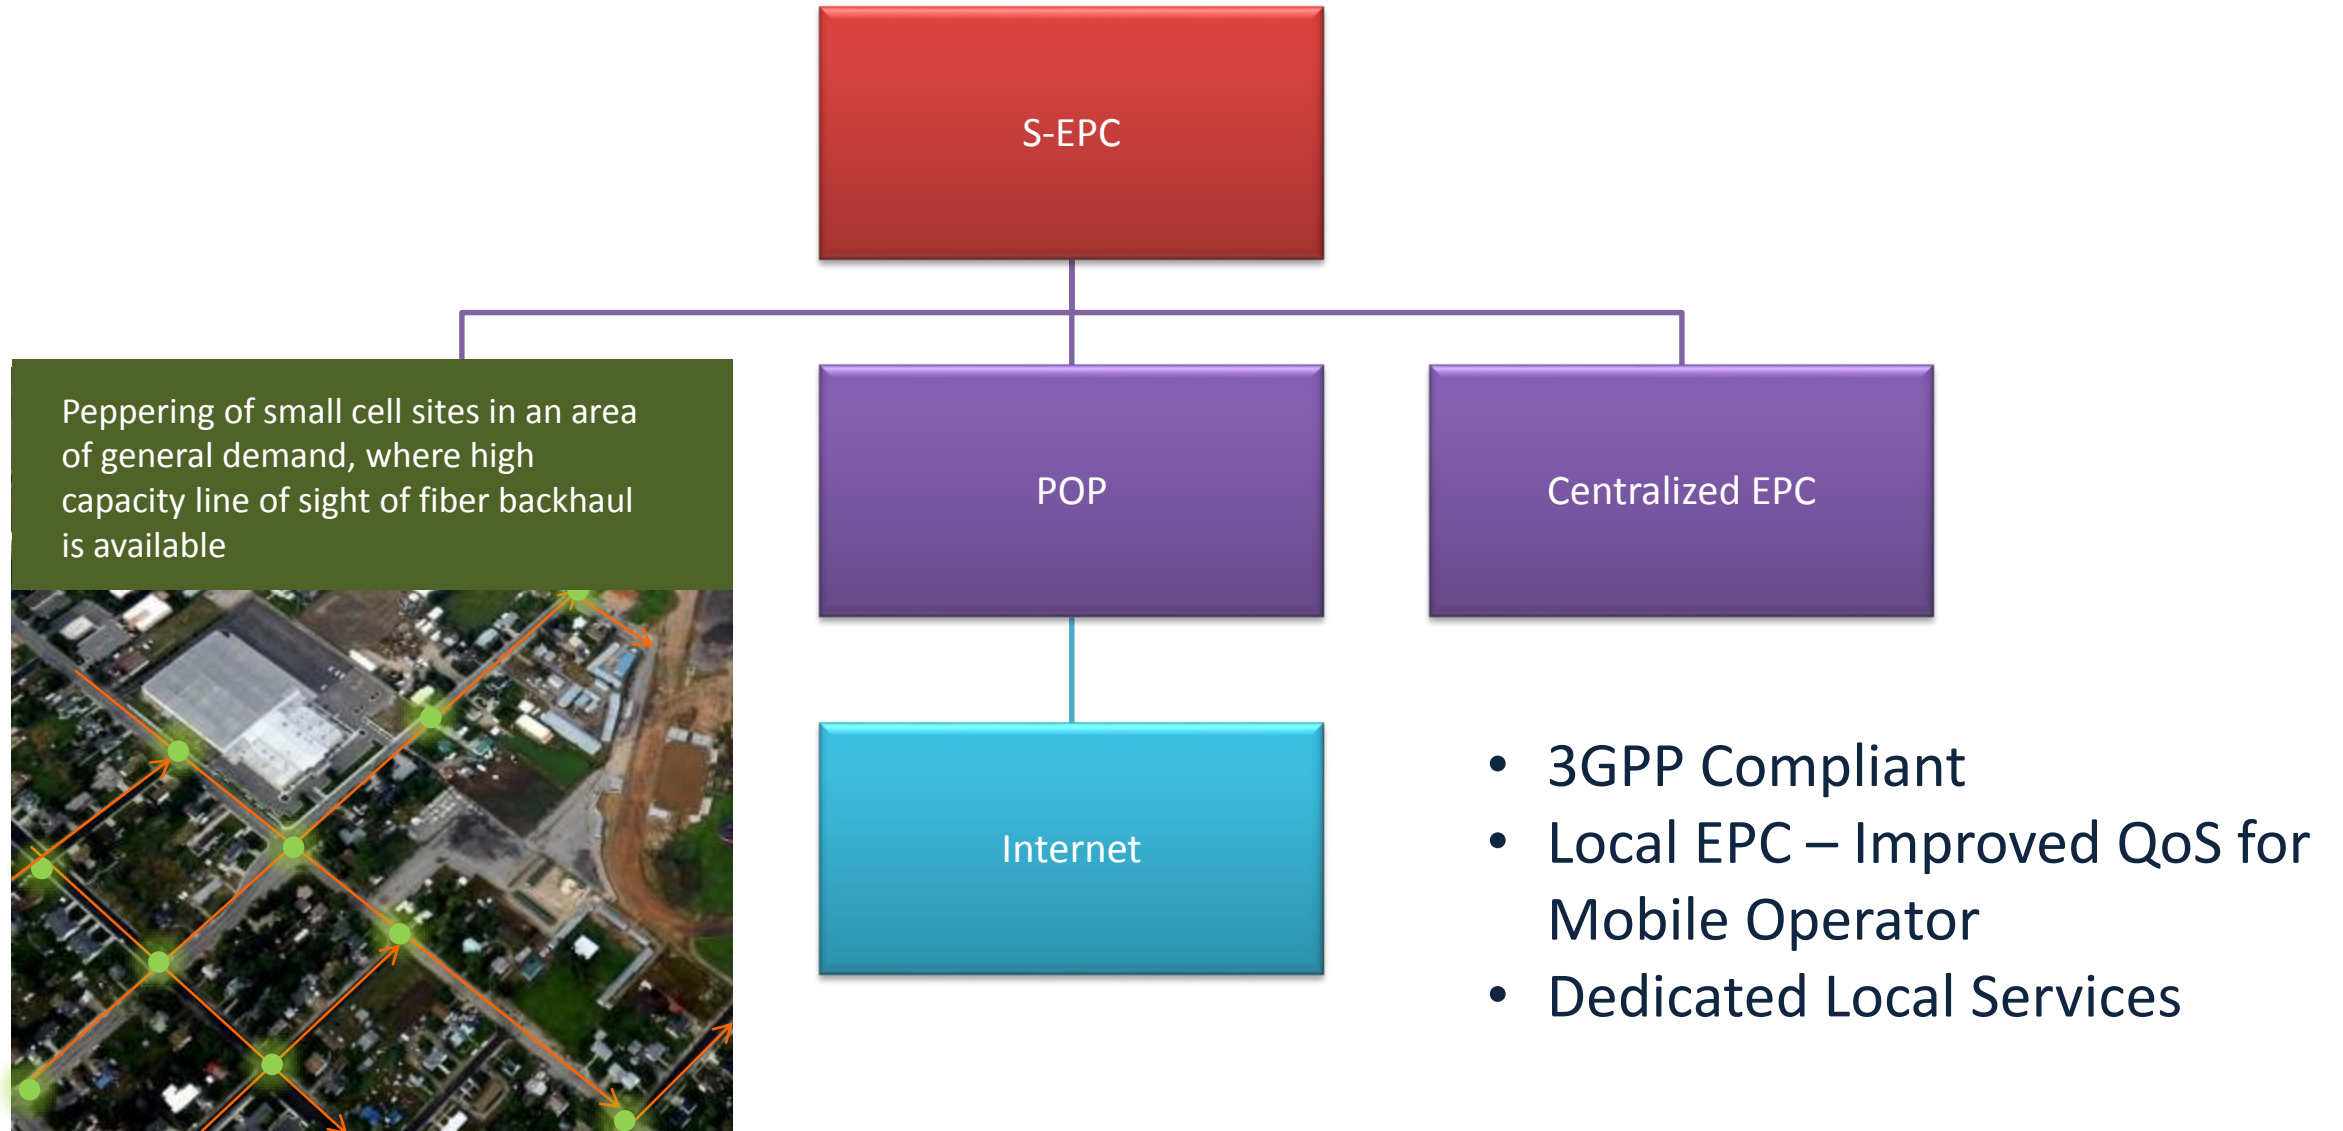 S-EPC
Peppering of small cell sites in an area
of general demand, where high
capacity line of sight of fiber backhaul
is available
POP
Centralized EPC
Internet
• 3GPP Compliant
• Local EPC – Improved QoS for
Mobile Operator
• Dedicated Local Services